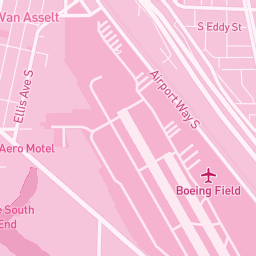 Van Asselt
S Eddy St
Ellis Ave S
Airport Way S
Aero Motel
Boeing Field
e South
End